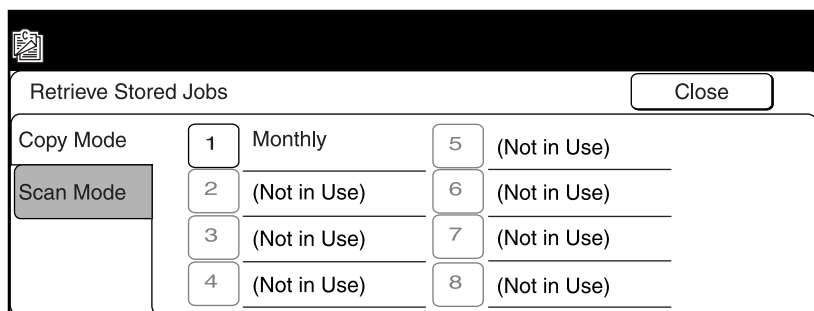 C
Retrieve Stored Jobs Close
Copy Mode
Scan Mode
1 Monthly
2 (Not in Use)
3 (Not in Use)
4 (Not in Use)
5 (Not in Use)
6 (Not in Use)
7 (Not in Use)
8 (Not in Use)